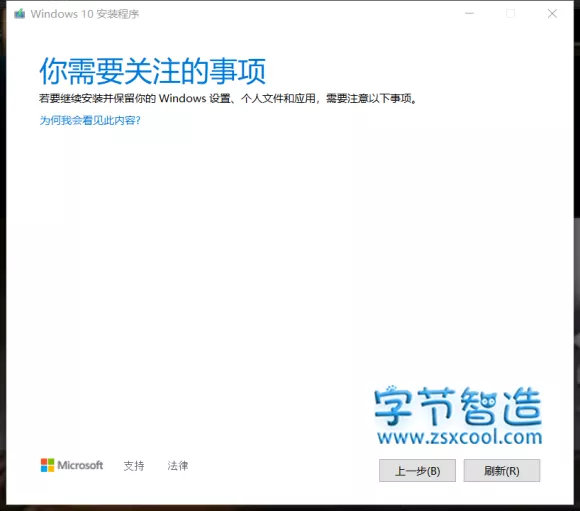 Windows 10 安装程序
你需要关注的事项
若要继续安装并保留你的 Windows 设置、个人文件和应用，需要注意以下事项。
为何我会看见此内容?
字节智造
www.zsxcool.com
Microsoft 支持 法律
上一步(B) 刷新(R)